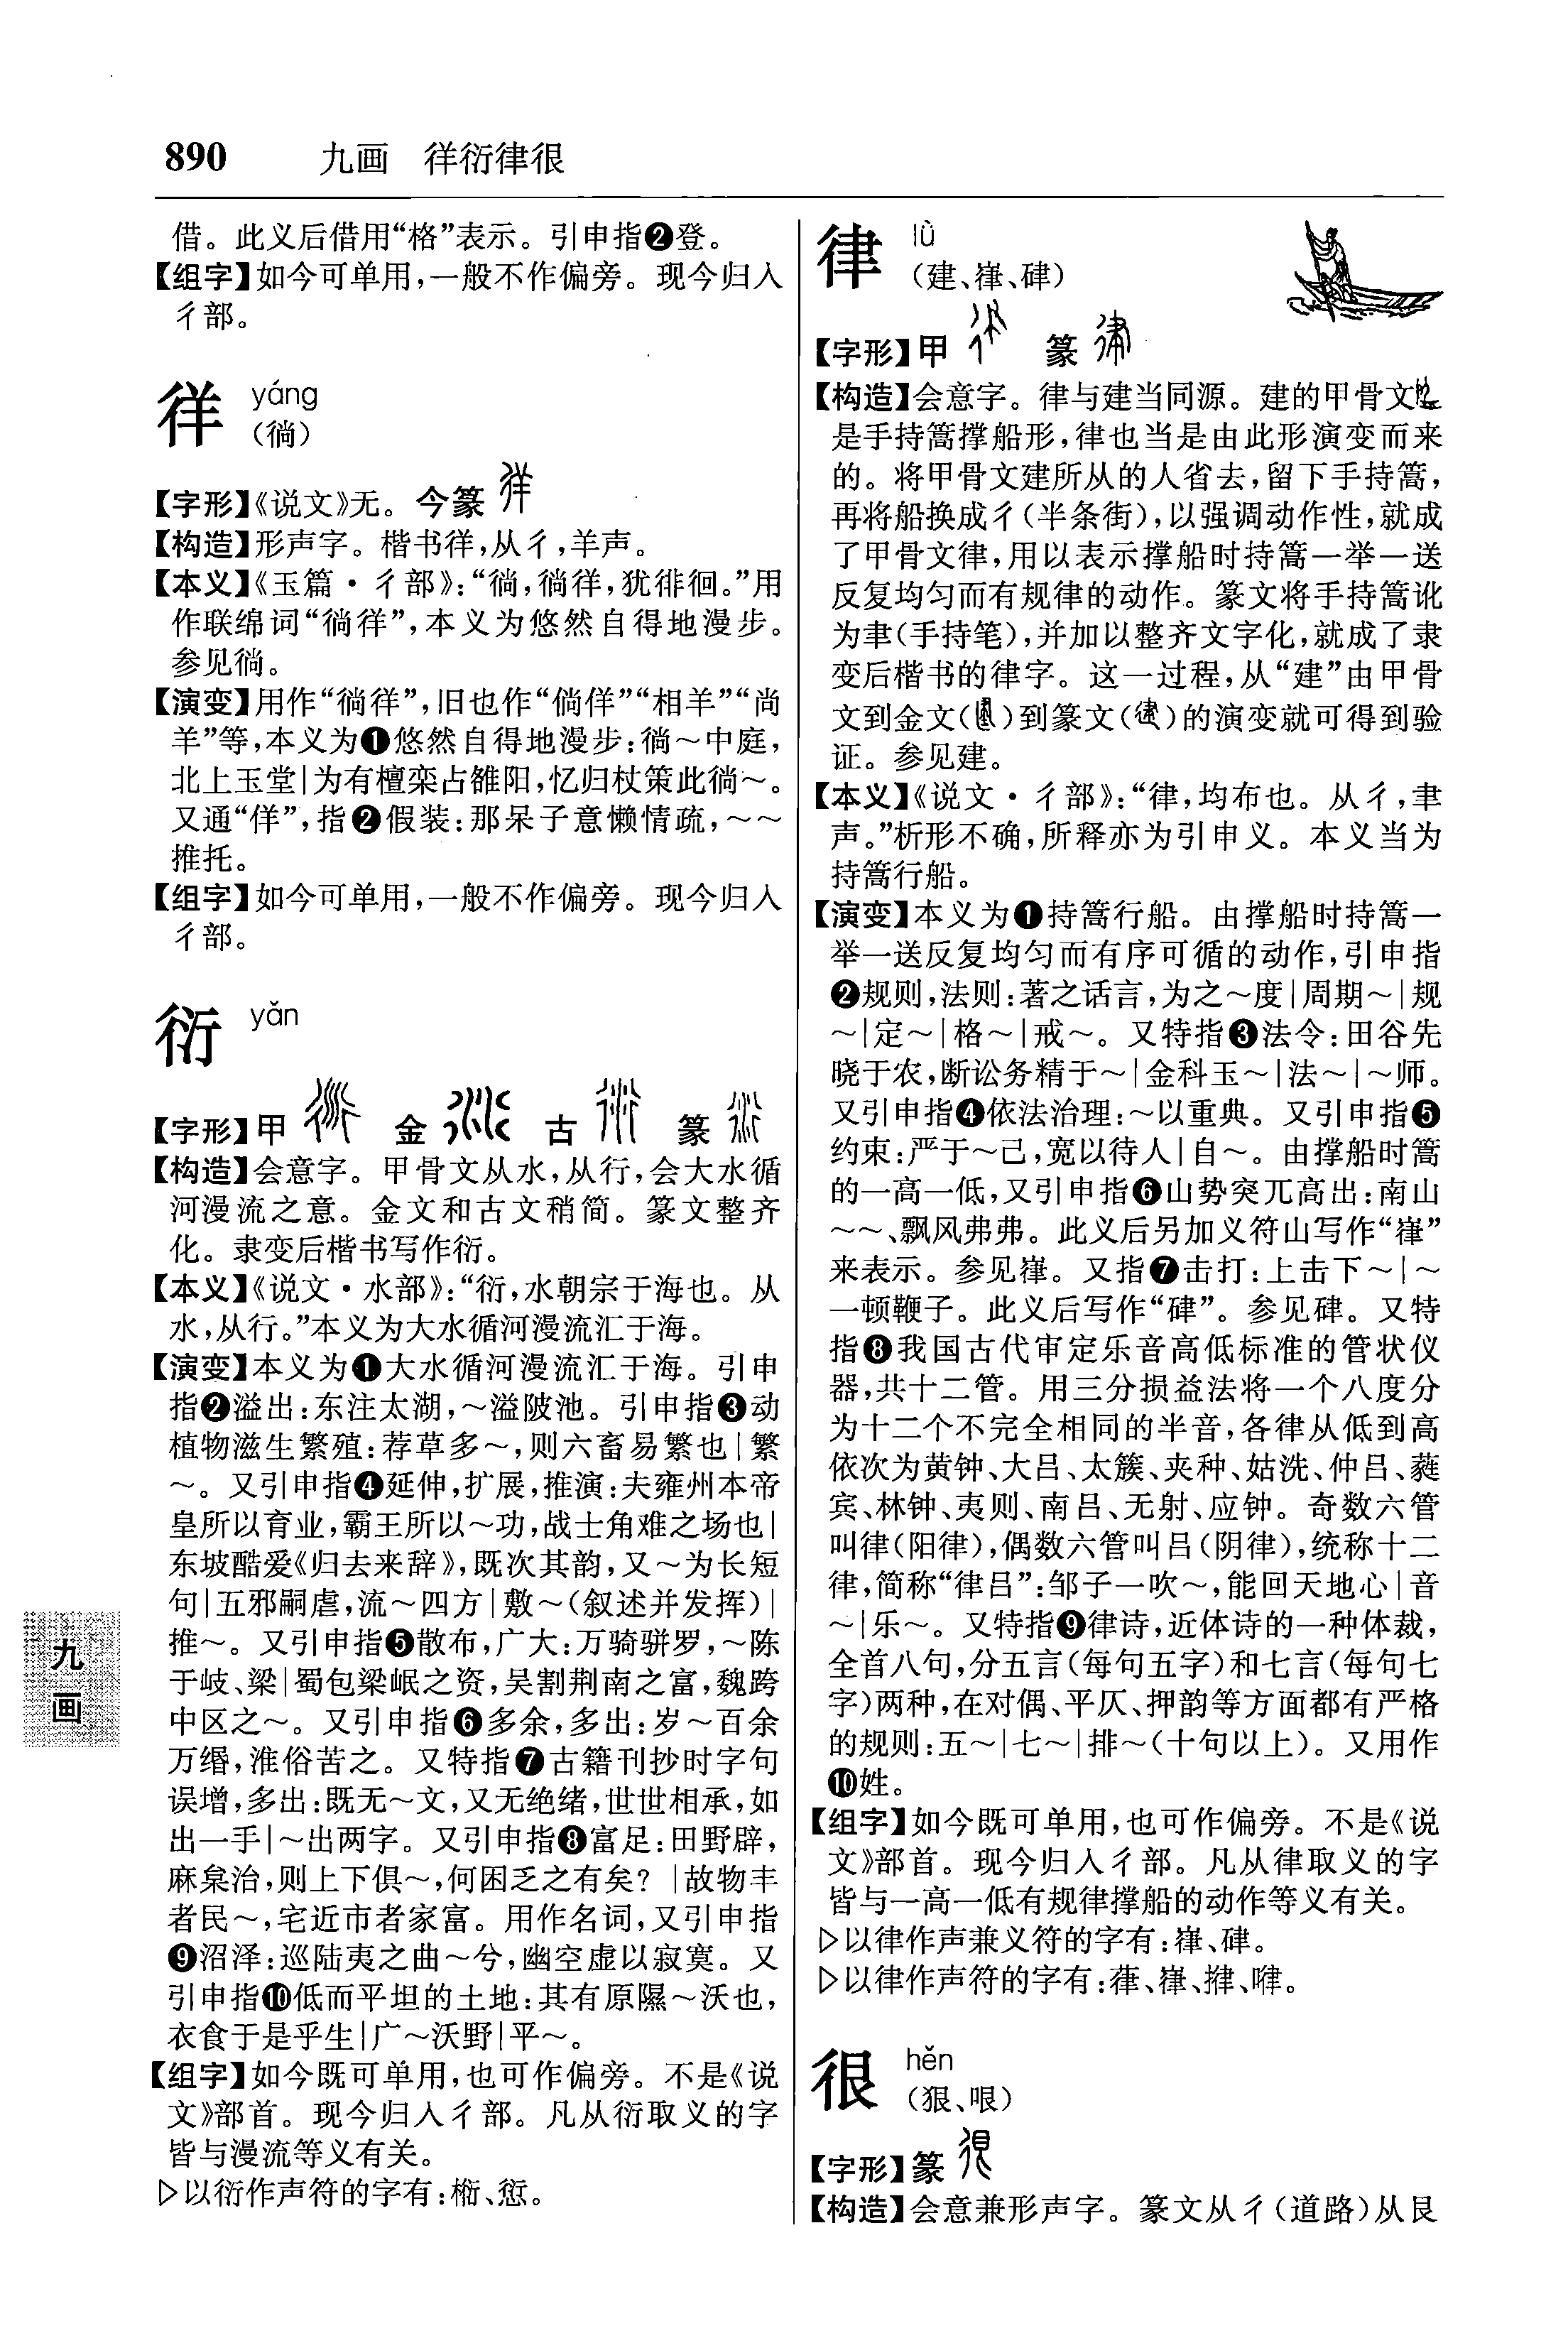 890 九画 徉衍律很
借。此义后借用“格”表示。引申指❷登。
【组字】如今可单用,一般不作偏旁。现今归入
彳部。
徉 yáng
(徜)
【字形】《说文》无。今篆
【构造】形声字。楷书徉,从彳,羊声。
【本义】《玉篇·彳部》:“徜,徜徉,犹徘徊。”用
作联绵词“徜徉”,本义为悠然自得地漫步。
参见徜。
【演变】用作“徜徉”,旧也作“倘佯”“相羊”“尚
羊”等,本义为❶悠然自得地漫步:徜～中庭,
北上玉堂|为有檀栾占雒阳,忆归杖策此徜～。
又通“佯”,指❷假装:那呆子意懒情疏,～～
推托。
【组字】如今可单用,一般不作偏旁。现今归入
彳部。
衍 yǎn
【字形】甲 金 古 篆
【构造】会意字。甲骨文从水,从行,会大水循
河漫流之意。金文和古文稍简。篆文整齐
化。隶变后楷书写作衍。
【本义】《说文·水部》:“衍,水朝宗于海也。从
水,从行。”本义为大水循河漫流汇于海。
【演变】本义为❶大水循河漫流汇于海。引申
指❷溢出:东注太湖,～溢陂池。引申指❸动
植物滋生繁殖:荐草多～,则六畜易繁也|繁
～。又引申指❹延伸,扩展,推演:夫雍州本帝
皇所以育业,霸王所以～功,战士角难之场也|
东坡酷爱《归去来辞》,既次其韵,又～为长短
句|五邪嗣虐,流～四方|敷～(叙述并发挥)|
推～。又引申指❺散布,广大:万骑骈罗,～陈
于岐、梁|蜀包梁岷之资,吴割荆南之富,魏跨
中区之～。又引申指❻多余,多出:岁～百余
万缗,淮俗苦之。又特指❼古籍刊抄时字句
误增,多出:既无～文,又无绝绪,世世相承,如
出一手|～出两字。又引申指❽富足:田野辟,
麻枲治,则上下俱～,何困乏之有矣?|故物丰
者民～,宅近市者家富。用作名词,又引申指
❾沼泽:巡陆夷之曲～兮,幽空虚以寂寞。又
引申指❿低而平坦的土地:其有原隰～沃也,
衣食于是乎生|广～沃野|平～。
【组字】如今既可单用,也可作偏旁。不是《说
文》部首。现今归入彳部。凡从衍取义的字
皆与漫流等义有关。
▷以衍作声符的字有:椼、愆。
律 lǜ
(建、嵂、硉)
【字形】甲 篆
【构造】会意字。律与建当同源。建的甲骨文
是手持篙撑船形,律也当是由此形演变而来
的。将甲骨文建所从的人省去,留下手持篙,
再将船换成彳(半条街),以强调动作性,就成
了甲骨文律,用以表示撑船时持篙一举一送
反复均匀而有规律的动作。篆文将手持篙讹
为聿(手持笔),并加以整齐文字化,就成了隶
变后楷书的律字。这一过程,从“建”由甲骨
文到金文()到篆文()的演变就可得到验
证。参见建。
【本义】《说文·彳部》:“律,均布也。从彳,聿
声。”析形不确,所释亦为引申义。本义当为
持篙行船。
【演变】本义为❶持篙行船。由撑船时持篙一
举一送反复均匀而有序可循的动作,引申指
❷规则,法则:著之话言,为之～度|周期～|规
～|定～|格～|戒～。又特指❸法令:田谷先
晓于农,断讼务精于～|金科玉～|法～|～师。
又引申指❹依法治理:～以重典。又引申指❺
约束:严于～己,宽以待人|自～。由撑船时篙
的一高一低,又引申指❻山势突兀高出:南山
～～、飘风弗弗。此义后另加义符山写作“嵂”
来表示。参见嵂。又指❼击打:上击下～|～
一顿鞭子。此义后写作“硉”。参见硉。又特
指❽我国古代审定乐音高低标准的管状仪
器,共十二管。用三分损益法将一个八度分
为十二个不完全相同的半音,各律从低到高
依次为黄钟、大吕、太簇、夹种、姑洗、仲吕、蕤
宾、林钟、夷则、南吕、无射、应钟。奇数六管
叫律(阳律),偶数六管叫吕(阴律),统称十二
律,简称“律吕”:邹子一吹～,能回天地心|音
～|乐～。又特指❾律诗,近体诗的一种体裁,
全首八句,分五言(每句五字)和七言(每句七
字)两种,在对偶、平仄、押韵等方面都有严格
的规则:五～|七～|排～(十句以上)。又用作
❿姓。
【组字】如今既可单用,也可作偏旁。不是《说
文》部首。现今归入彳部。凡从律取义的字
皆与一高一低有规律撑船的动作等义有关。
▷以律作声兼义符的字有:嵂、硉。
▷以律作声符的字有:葎、嵂、㭾、嘩。
很 hěn
(狠、哏)
【字形】篆
【构造】会意兼形声字。篆文从彳(道路)从艮
九
画